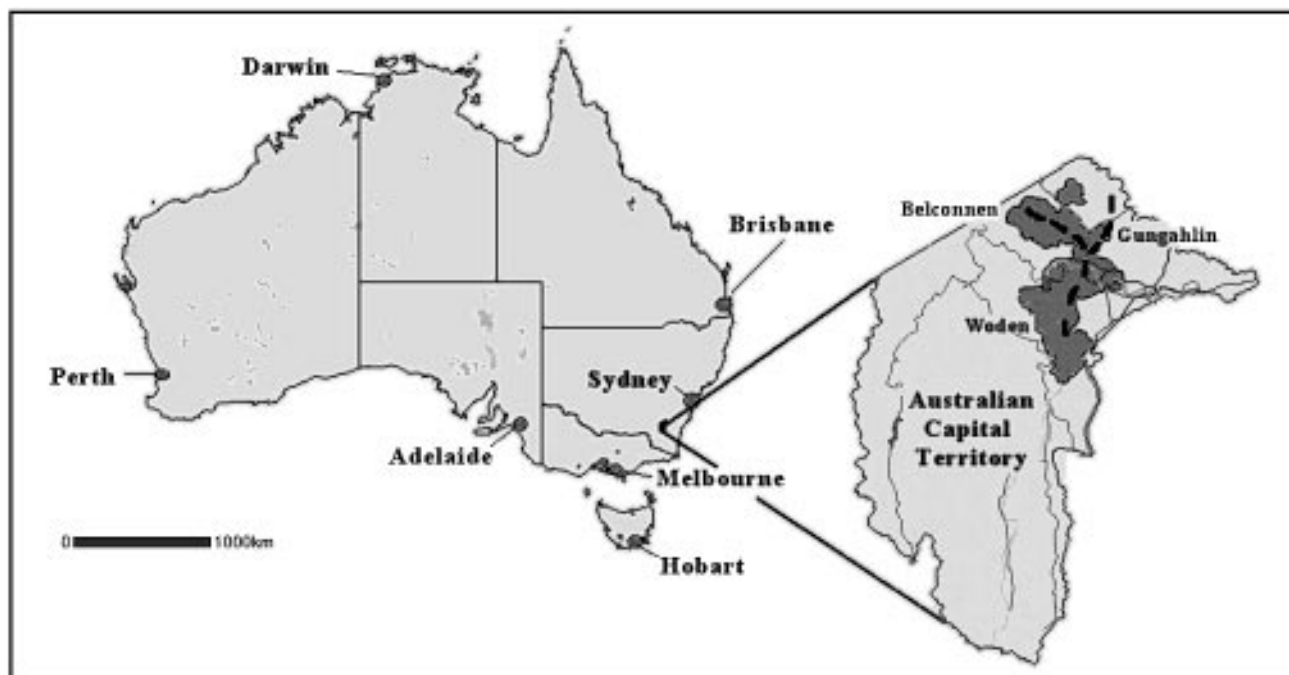 Darwin
Brisbane
Perth
Sydney
Adelaide
Melbourne
Hobart
0 1000km
Belconnen
Gungahlin
Woden
Australian
Capital
Territory